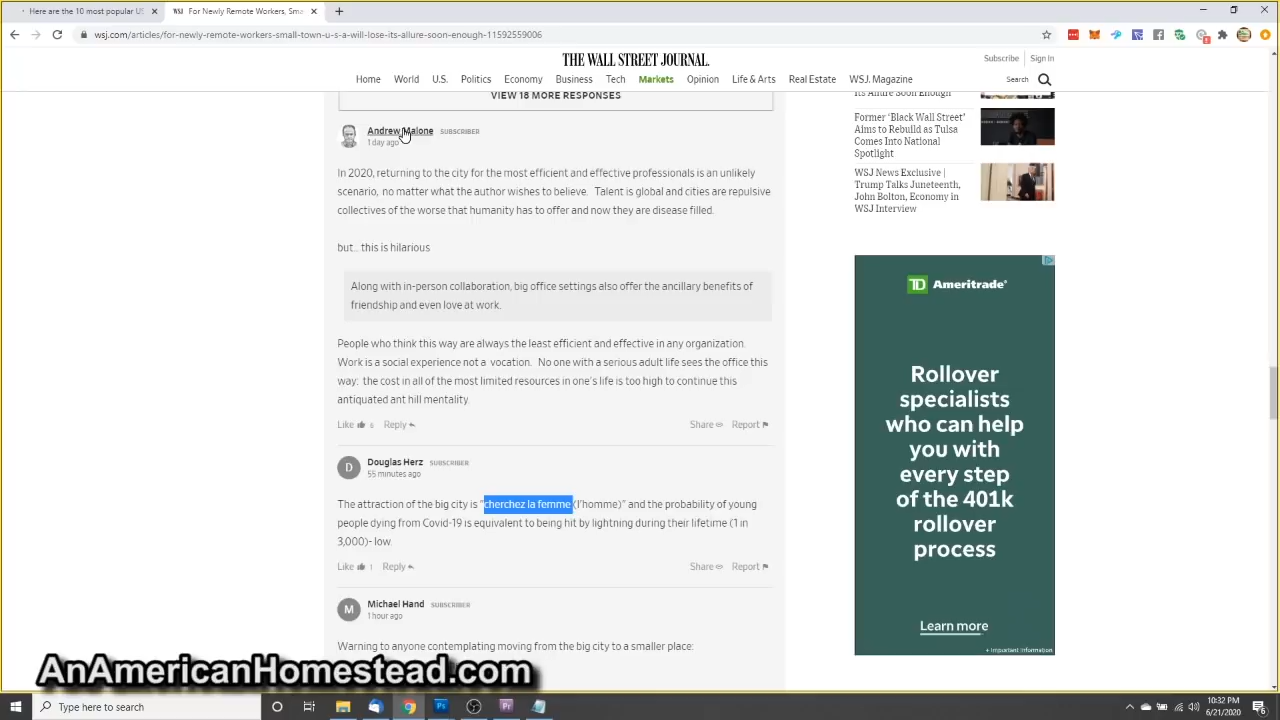 Here are the 10 most popular US
WSJ For Newly Remote Workers, Sma
wsj.com/articles/for-newly-remote-workers-small-town-u-s-a-will-lose-its-allure-soon-enough-11592559006
THE WALL STREET JOURNAL.
Subscribe Sign In
Home World U.S. Politics Economy Business Tech Markets Opinion Life & Arts Real Estate WSJ. Magazine
Search
VIEW 18 MORE RESPONSES
Andrew Malone SUBSCRIBER
1 day ago
In 2020, returning to the city for the most efficient and effective professionals is an unlikely
scenario, no matter what the author wishes to believe. Talent is global and cities are repulsive
collectives of the worse that humanity has to offer and now they are disease filled.
but... this is hilarious
Along with in-person collaboration, big office settings also offer the ancillary benefits of
friendship and even love at work.
People who think this way are always the least efficient and effective in any organization.
Work is a social experience not a vocation. No one with a serious adult life sees the office this
way: the cost in all of the most limited resources in one's life is too high to continue this
antiquated ant hill mentality.
Like 6 Reply Share Report
D
Douglas Herz SUBSCRIBER
55 minutes ago
The attraction of the big city is "cherchez la femme (l'homme)" and the probability of young
people dying from Covid-19 is equivalent to being hit by lightning during their lifetime (1 in
3,000)- low.
Like 1 Reply Share Report
M
Michael Hand SUBSCRIBER
1 hour ago
Warning to anyone contemplating moving from the big city to a smaller place:
Its Allure Soon Enough
Former 'Black Wall Street'
Aims to Rebuild as Tulsa
Comes Into National
Spotlight
WSJ News Exclusive |
Trump Talks Juneteenth,
John Bolton, Economy in
WSJ Interview
TD Ameritrade
Rollover
specialists
who can help
you with
every step
of the 401k
rollover
process
Learn more
+ Important Information
AnAmericanHomestead.com
Type here to search
10:32 PM
6/21/2020